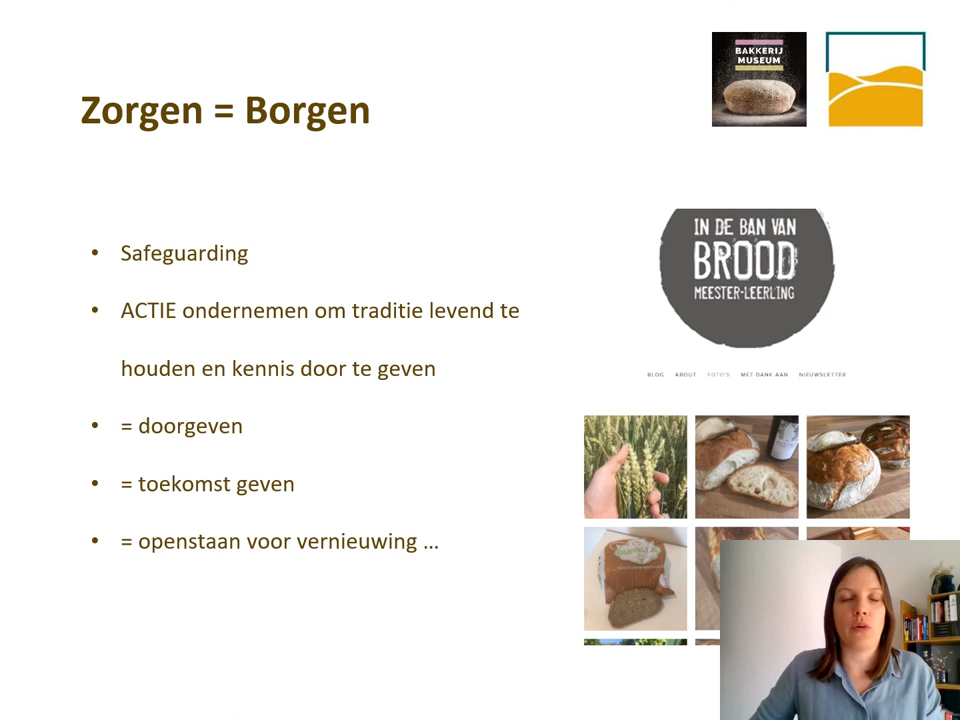 BAKKERIJ
MUSEUM
Zorgen = Borgen
• Safeguarding
• ACTIE ondernemen om traditie levend te
houden en kennis door te geven
• = doorgeven
• = toekomst geven
• = openstaan voor vernieuwing ...
IN DE BAN VAN
BROOD
MEESTER-LEERLING
BLOG ABOUT FOTO'S MET DANK AAN NIEUWSLETTER